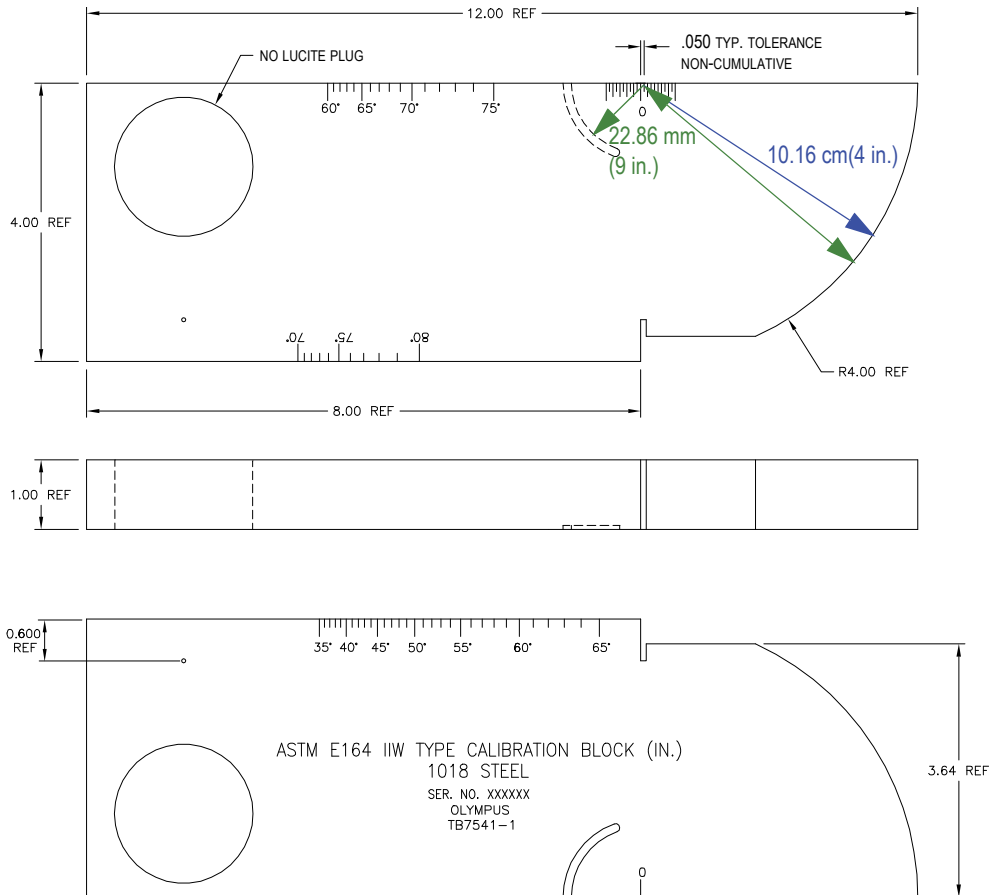 12.00 REF
NO LUCITE PLUG
.050 TYP. TOLERANCE
NON-CUMULATIVE
60° 65° 70° 75°
0
22.86 mm
(9 in.)
10.16 cm(4 in.)
4.00 REF
70° 75° 80°
R4.00 REF
8.00 REF
1.00 REF
0.600
REF
35° 40° 45° 50° 55° 60° 65°
ASTM E164 IIW TYPE CALIBRATION BLOCK (IN.)
1018 STEEL
SER. NO. XXXXXX
OLYMPUS
TB7541-1
3.64 REF
0